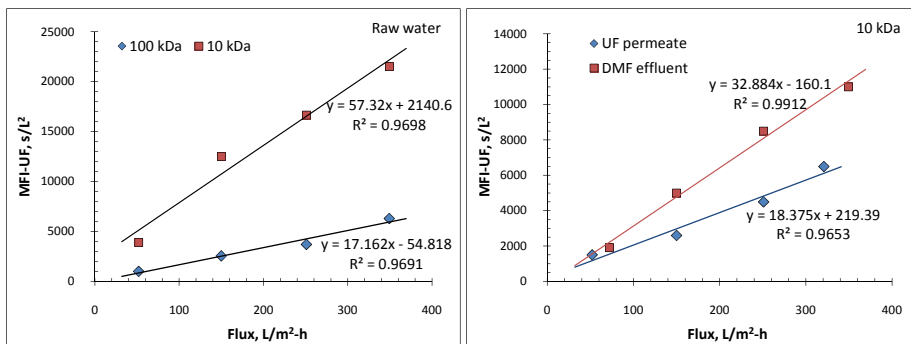 Raw water
100 kDa
10 kDa
MFI-UF, s/L²
25000
20000
15000
10000
5000
0
y = 57.32x + 2140.6
R² = 0.9698
y = 17.162x - 54.818
R² = 0.9691
0 100 200 300 400
Flux, L/m²-h
10 kDa
UF permeate
DMF effluent
MFI-UF, s/L²
14000
12000
10000
8000
6000
4000
2000
0
y = 32.884x - 160.1
R² = 0.9912
y = 18.375x + 219.39
R² = 0.9653
0 100 200 300 400
Flux, L/m²-h